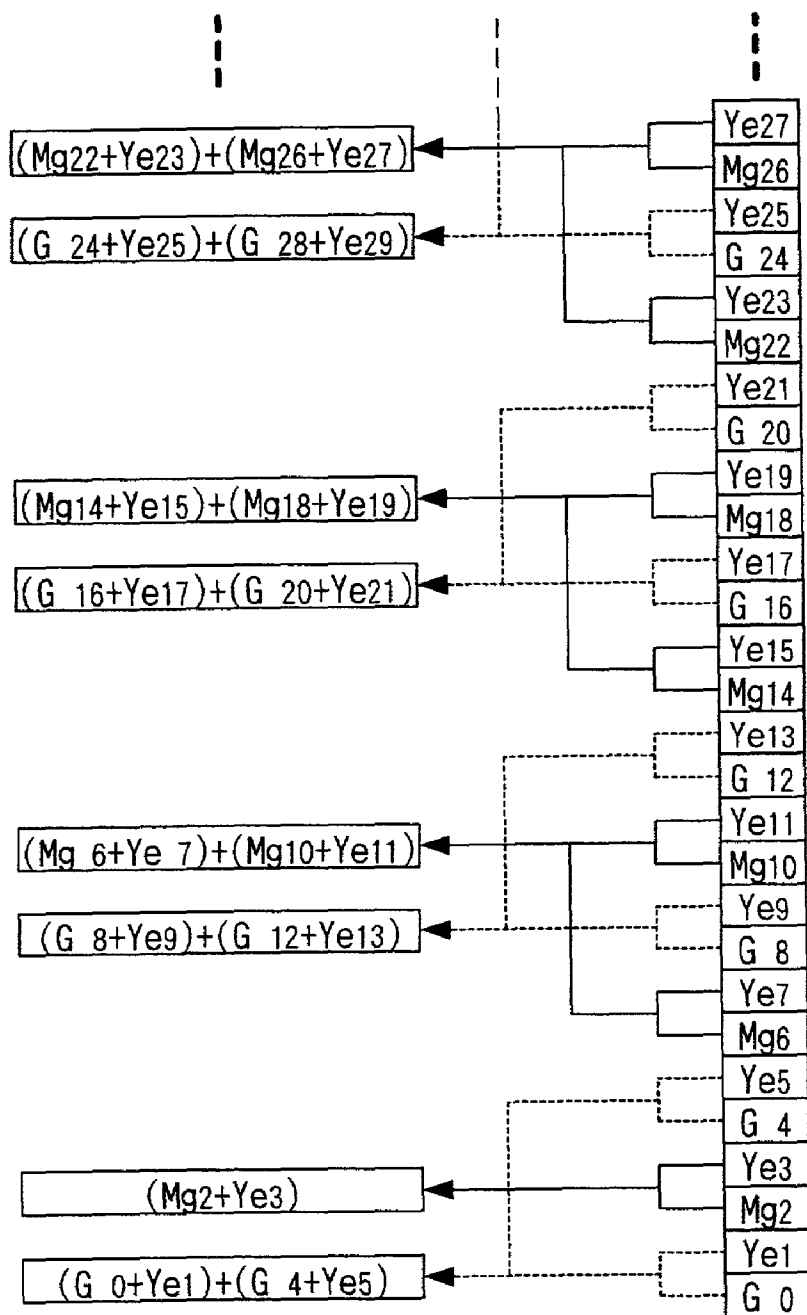 Ye27
(Mg22+Ye23)+(Mg26+Ye27)
Mg26
Ye25
(G 24+Ye25)+(G 28+Ye29)
G 24
Ye23
Mg22
Ye21
G 20
Ye19
(Mg14+Ye15)+(Mg18+Ye19)
Mg18
Ye17
(G 16+Ye17)+(G 20+Ye21)
G 16
Ye15
Mg14
Ye13
G 12
Ye11
(Mg 6+Ye 7)+(Mg10+Ye11)
Mg10
Ye9
(G 8+Ye9)+(G 12+Ye13)
G 8
Ye7
Mg6
Ye5
G 4
Ye3
(Mg2+Ye3)
Mg2
Ye1
(G 0+Ye1)+(G 4+Ye5)
G 0